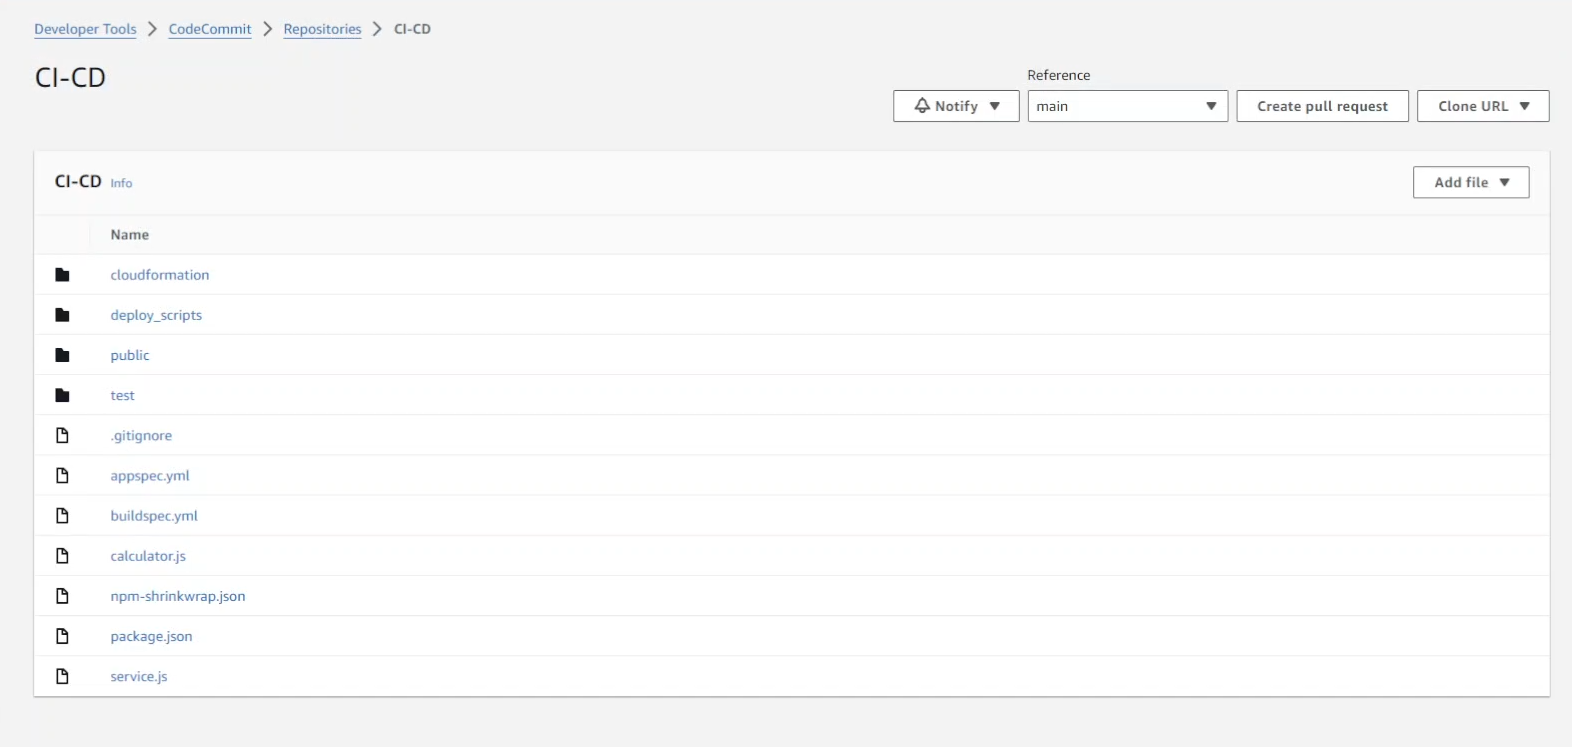 Developer Tools > CodeCommit > Repositories > CI-CD
CI-CD
Reference
Notify ▼ main ▼ Create pull request Clone URL ▼
CI-CD Info Add file ▼
Name
cloudformation
deploy_scripts
public
test
.gitignore
appspec.yml
buildspec.yml
calculator.js
npm-shrinkwrap.json
package.json
service.js